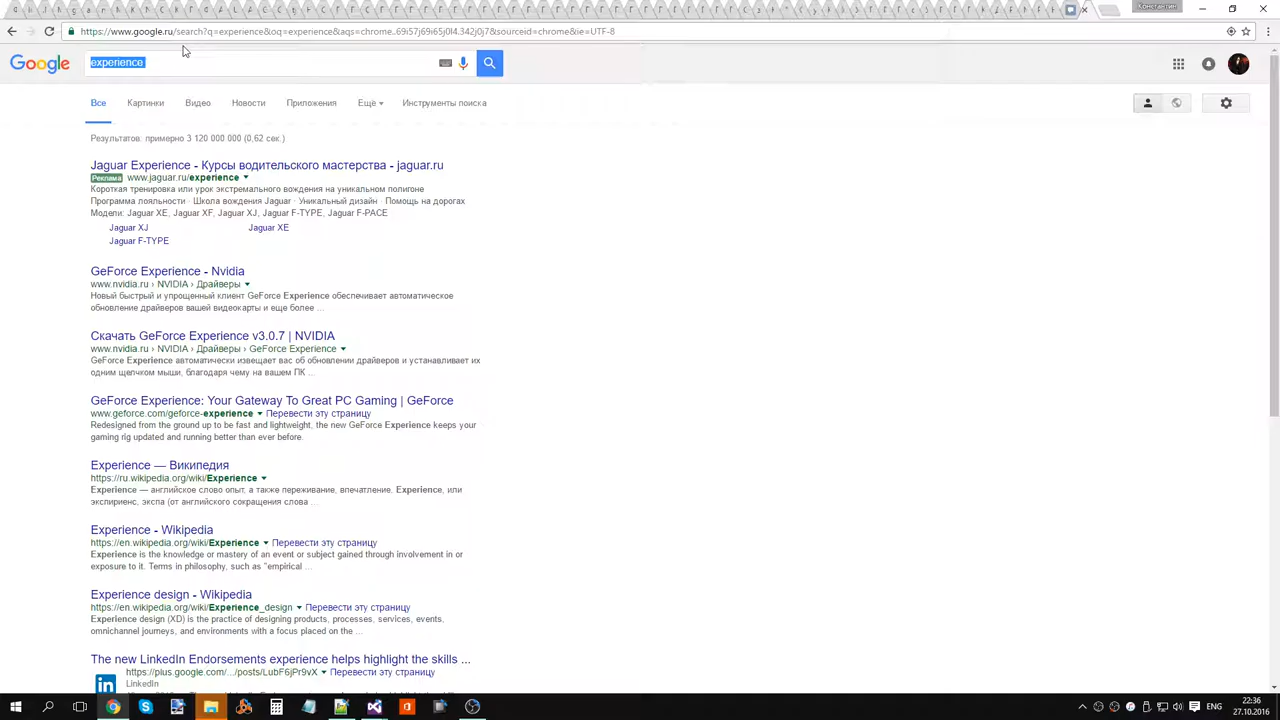 Константин
https://www.google.ru/search?q=experience&oq=experience&aqs=chrome..69i57j69i65j0l4.342j0j7&sourceid=chrome&ie=UTF-8
Google experience
Все Картинки Видео Новости Приложения Ещё Инструменты поиска
Результатов: примерно 3 120 000 000 (0,62 сек.)
Jaguar Experience - Курсы водительского мастерства - jaguar.ru
Реклама www.jaguar.ru/experience
Короткая тренировка или урок экстремального вождения на уникальном полигоне
Программа лояльности · Школа вождения Jaguar · Уникальный дизайн · Помощь на дорогах
Модели: Jaguar XE, Jaguar XF, Jaguar XJ, Jaguar F-TYPE, Jaguar F-PACE
Jaguar XJ Jaguar XE
Jaguar F-TYPE
GeForce Experience - Nvidia
www.nvidia.ru › NVIDIA › Драйверы
Новый быстрый и упрощенный клиент GeForce Experience обеспечивает автоматическое
обновление драйверов вашей видеокарты и еще более ...
Скачать GeForce Experience v3.0.7 | NVIDIA
www.nvidia.ru › NVIDIA › Драйверы › GeForce Experience
GeForce Experience автоматически извещает вас об обновлении драйверов и устанавливает их
одним щелчком мыши, благодаря чему на вашем ПК ...
GeForce Experience: Your Gateway To Great PC Gaming | GeForce
www.geforce.com/geforce-experience Перевести эту страницу
Redesigned from the ground up to be fast and lightweight, the new GeForce Experience keeps your
gaming rig updated and running better than ever before.
Experience — Википедия
https://ru.wikipedia.org/wiki/Experience
Experience — английское слово опыт, а также переживание, впечатление. Experience, или
экспириенс, экспа (от английского сокращения слова ...
Experience - Wikipedia
https://en.wikipedia.org/wiki/Experience Перевести эту страницу
Experience is the knowledge or mastery of an event or subject gained through involvement in or
exposure to it. Terms in philosophy, such as "empirical ...
Experience design - Wikipedia
https://en.wikipedia.org/wiki/Experience_design Перевести эту страницу
Experience design (XD) is the practice of designing products, processes, services, events,
omnichannel journeys, and environments with a focus placed on the ...
The new LinkedIn Endorsements experience helps highlight the skills ...
https://plus.google.com/.../posts/LubF6jPr9vX Перевести эту страницу
in LinkedIn
ENG 22:36
27.10.2016